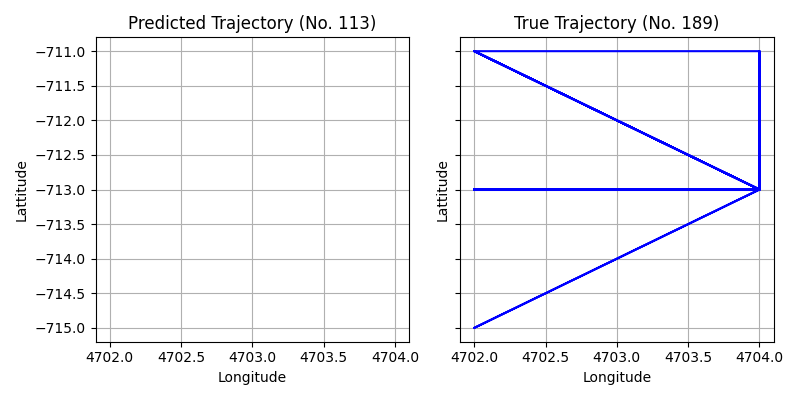 Predicted Trajectory (No. 113)
Lattitude
−711.0
−711.5
−712.0
−712.5
−713.0
−713.5
−714.0
−714.5
−715.0
4702.0 4702.5 4703.0 4703.5 4704.0
Longitude
True Trajectory (No. 189)
Lattitude
4702.0 4702.5 4703.0 4703.5 4704.0
Longitude